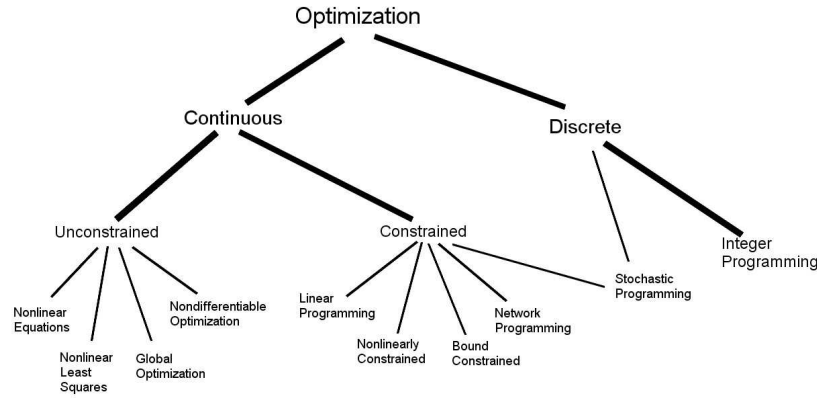 Optimization
Continuous
Discrete
Unconstrained
Constrained
Integer
Programming
Nonlinear
Equations
Nonlinear
Least
Squares
Global
Optimization
Nondifferentiable
Optimization
Linear
Programming
Nonlinearly
Constrained
Bound
Constrained
Network
Programming
Stochastic
Programming